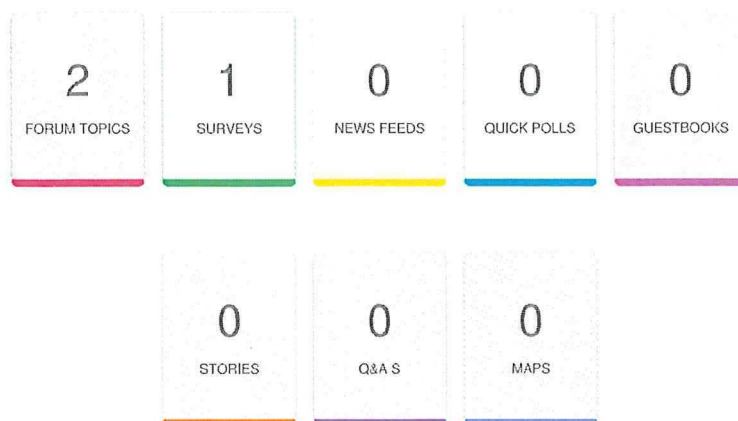 2
FORUM TOPICS
1
SURVEYS
0
NEWS FEEDS
0
QUICK POLLS
0
GUESTBOOKS
0
STORIES
0
Q&A S
0
MAPS